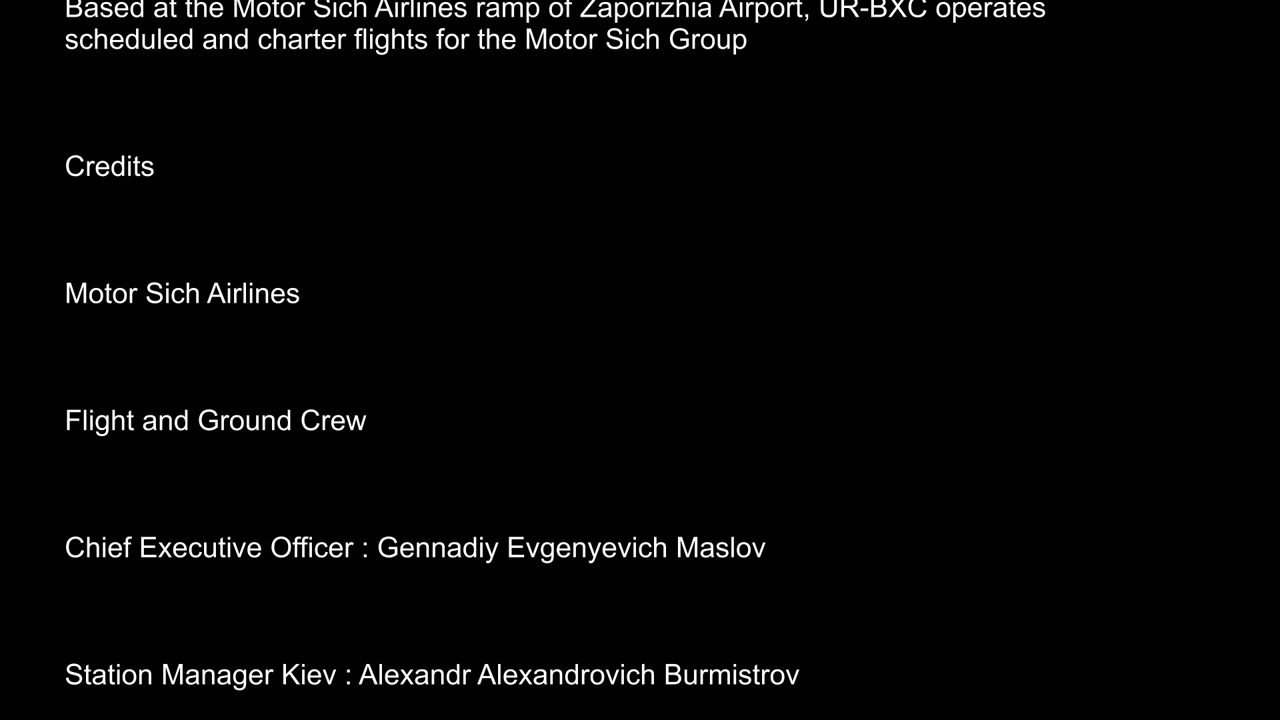 Based at the Motor Sich Airlines ramp of Zaporizhia Airport, UR-BXC operates
scheduled and charter flights for the Motor Sich Group
Credits
Motor Sich Airlines
Flight and Ground Crew
Chief Executive Officer : Gennadiy Evgenyevich Maslov
Station Manager Kiev : Alexandr Alexandrovich Burmistrov